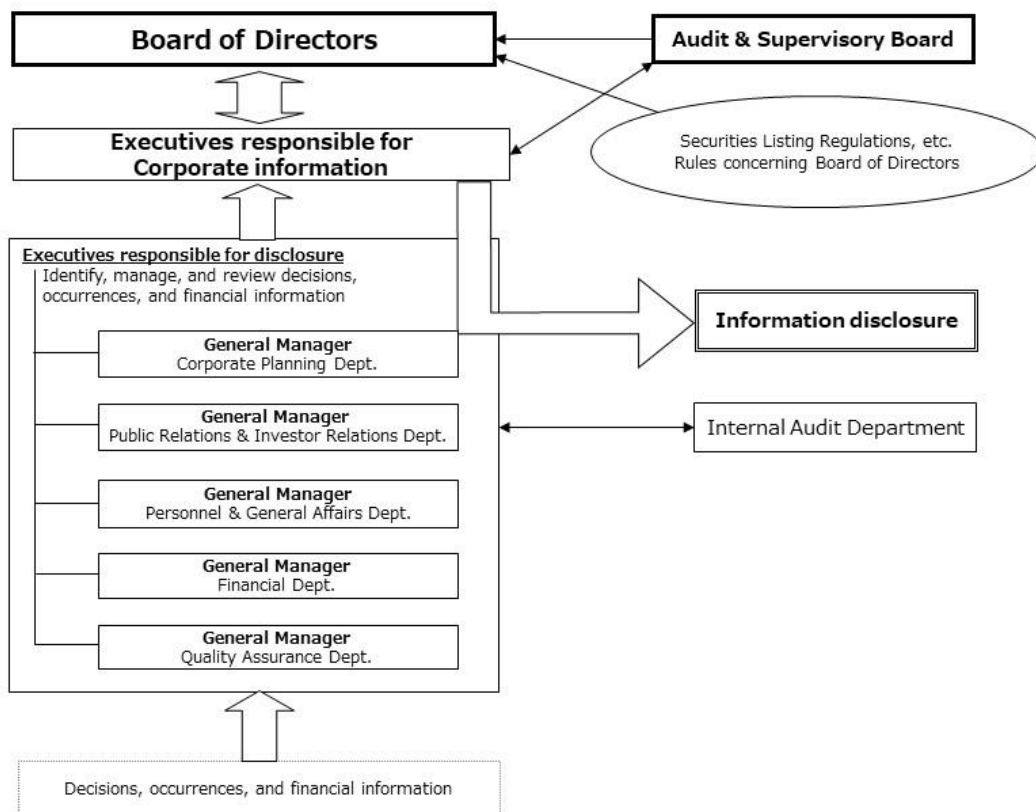 Board of Directors
Audit & Supervisory Board
Executives responsible for
Corporate information
Securities Listing Regulations, etc.
Rules concerning Board of Directors
Executives responsible for disclosure
Identify, manage, and review decisions,
occurrences, and financial information
Information disclosure
General Manager
Corporate Planning Dept.
General Manager
Public Relations & Investor Relations Dept.
Internal Audit Department
General Manager
Personnel & General Affairs Dept.
General Manager
Financial Dept.
General Manager
Quality Assurance Dept.
Decisions, occurrences, and financial information